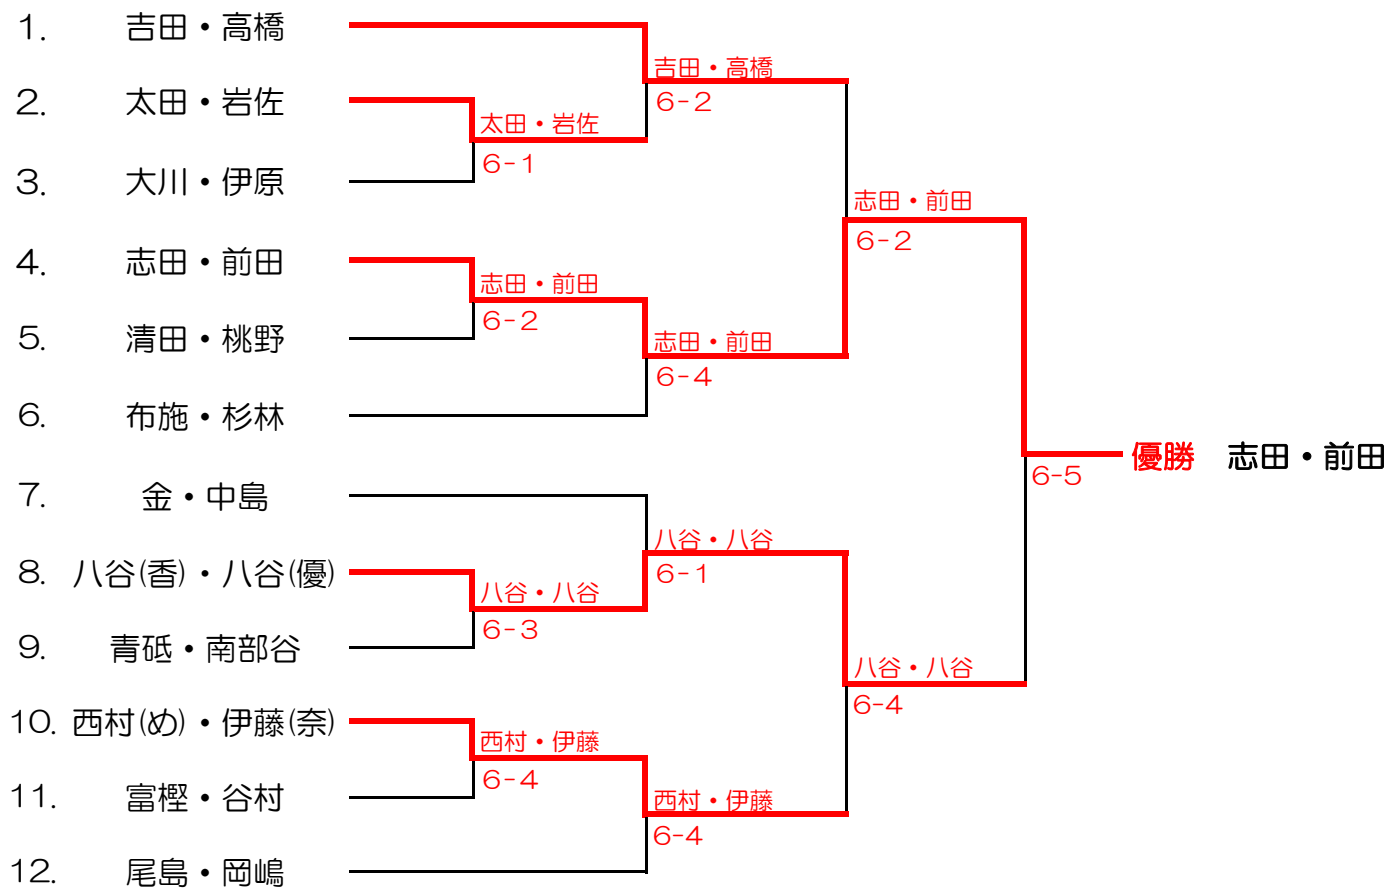 1. 吉田・高橋
吉田・高橋
2. 太田・岩佐
6-2
太田・岩佐
6-1
3. 大川・伊原
志田・前田
6-2
4. 志田・前田
志田・前田
6-2
5. 清田・桃野
志田・前田
6-4
6. 布施・杉林
優勝 志田・前田
6-5
7. 金・中島
八谷・八谷
6-1
8. 八谷(香)・八谷(優)
八谷・八谷
6-3
9. 青砥・南部谷
八谷・八谷
6-4
10. 西村(め)・伊藤(奈)
西村・伊藤
6-4
11. 富樫・谷村
西村・伊藤
6-4
12. 尾島・岡嶋